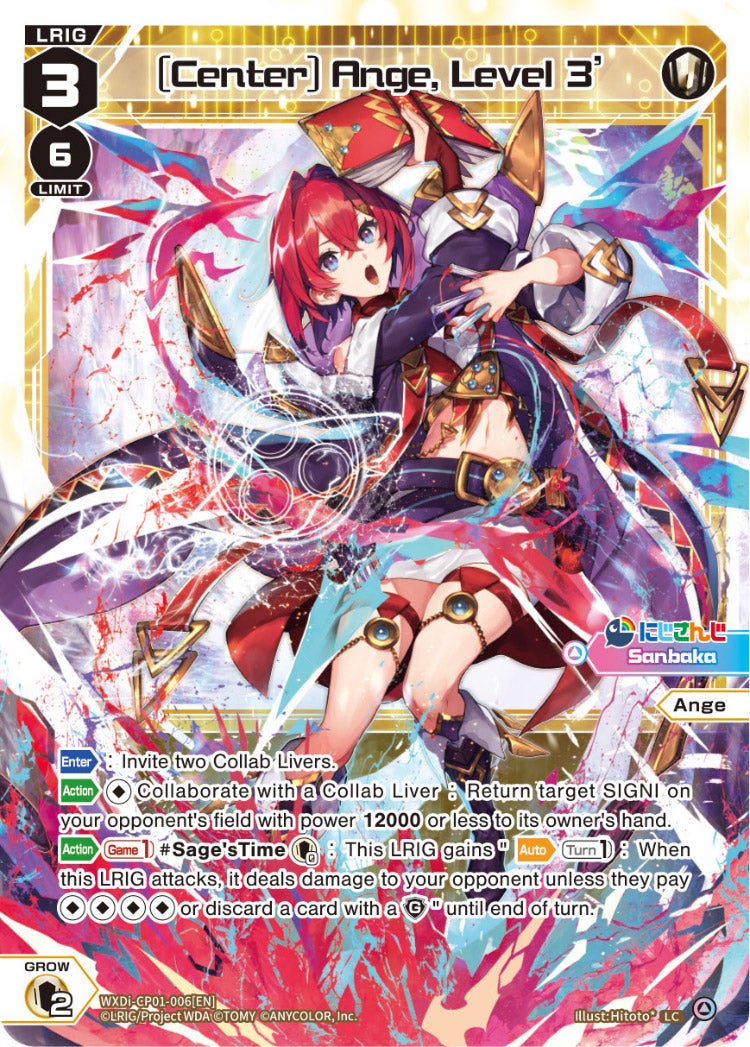 LRIG
3
[Center] Ange, Level 3'
6
LIMIT
にじさんじ
Sanbaka
Ange
Enter : Invite two Collab Livers.
Action ◆ Collaborate with a Collab Liver : Return target SIGNI on
your opponent's field with power 12000 or less to its owner's hand.
Action Game 1 #Sage'sTime 0 : This LRIG gains " Auto Turn 1 : When
this LRIG attacks, it deals damage to your opponent unless they pay
◆ ◆ ◆ ◆ or discard a card with a G " until end of turn.
GROW
2
WXDi-CP01-006[EN]
©LRIG/Project WDA ©TOMY ©ANYCOLOR, Inc.
Illust:Hitoto* LC